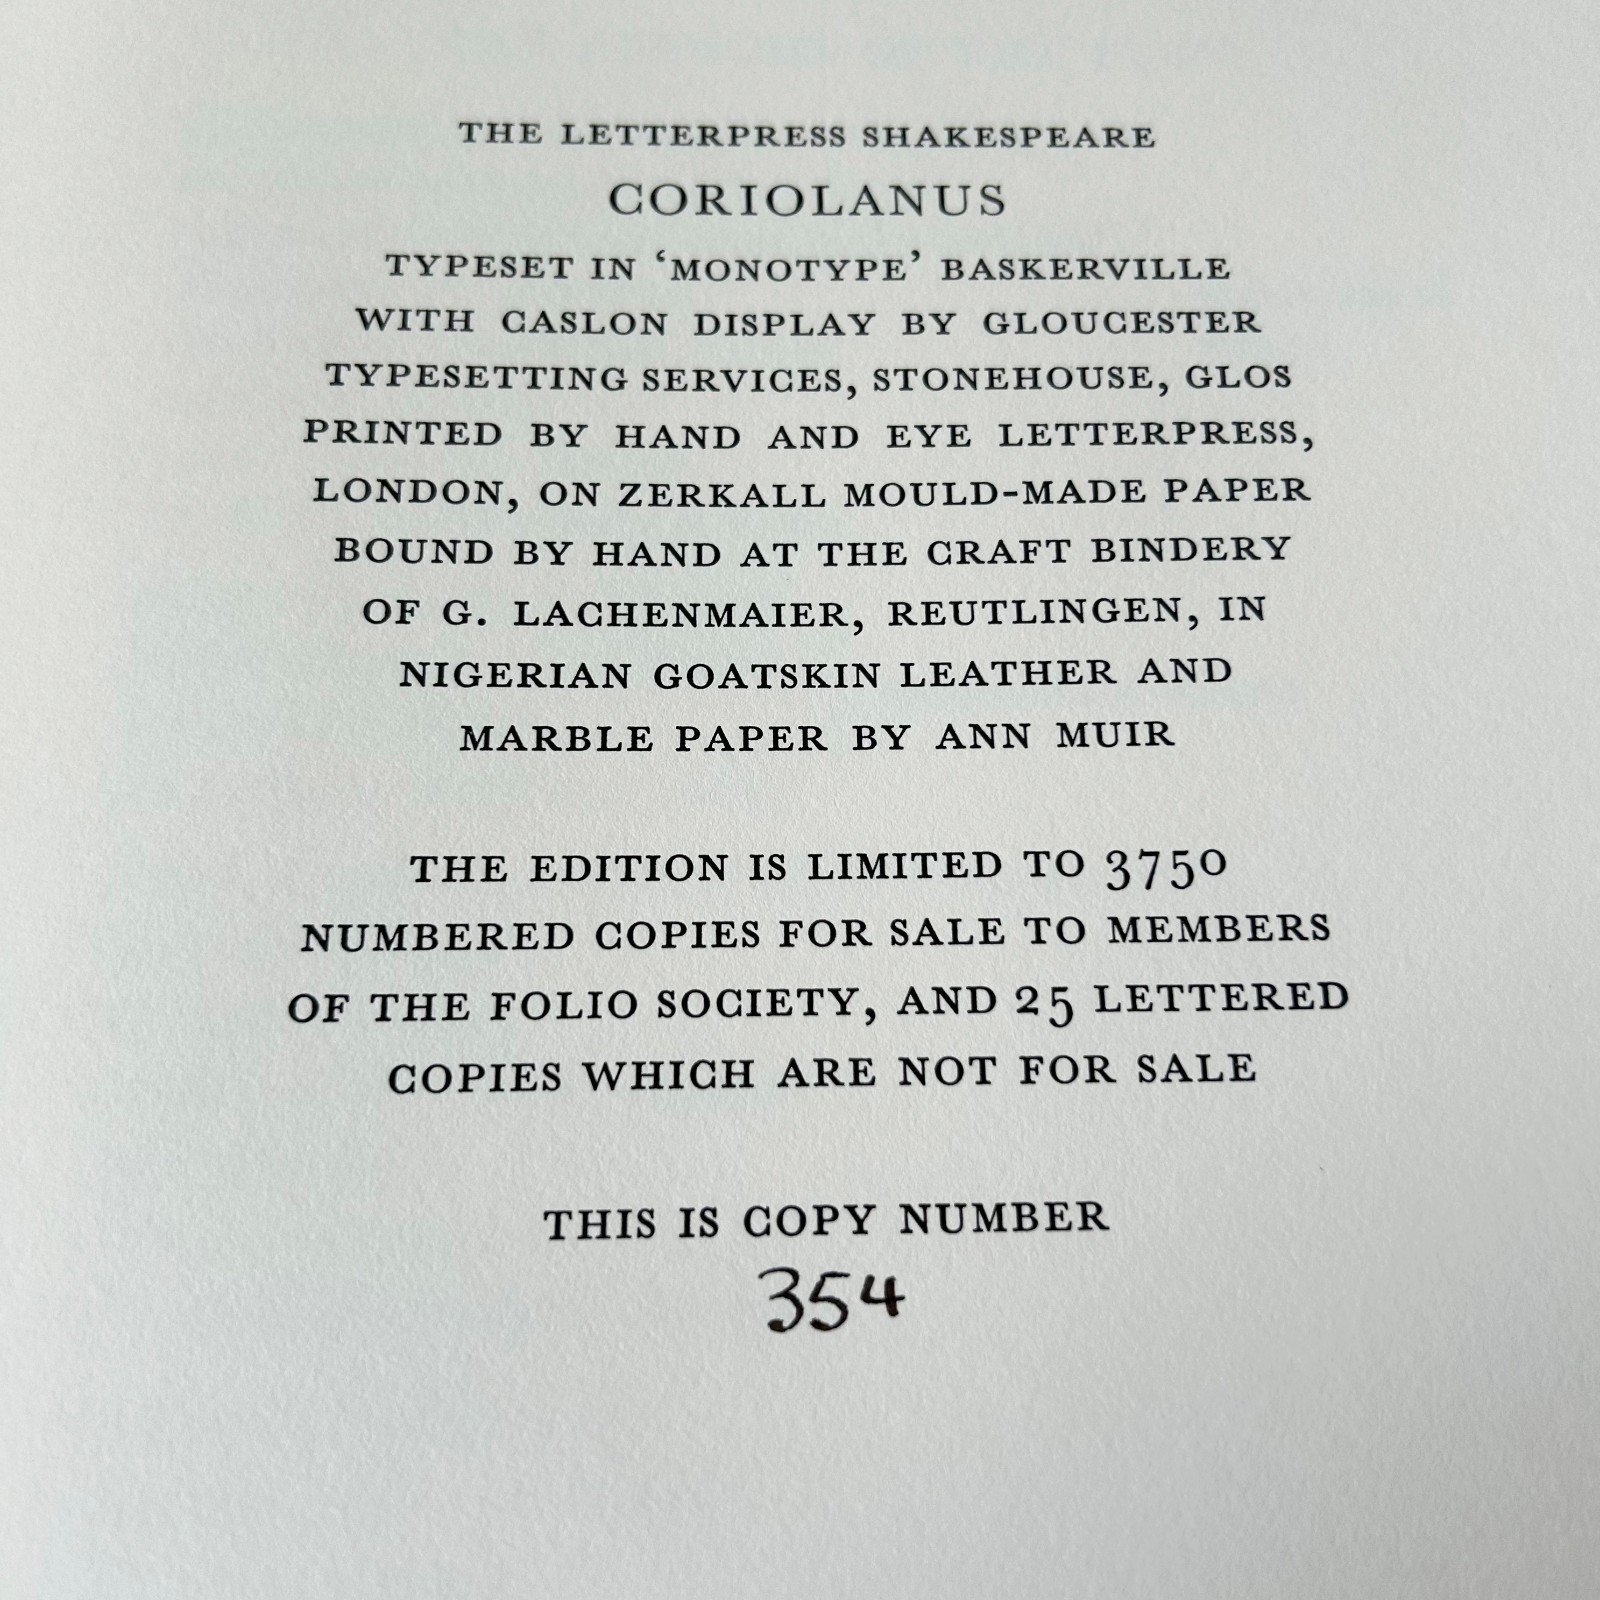 THE LETTERPRESS SHAKESPEARE
CORIOLANUS
TYPESET IN ‘MONOTYPE’ BASKERVILLE
WITH CASLON DISPLAY BY GLOUCESTER
TYPESETTING SERVICES, STONEHOUSE, GLOS
PRINTED BY HAND AND EYE LETTERPRESS,
LONDON, ON ZERKALL MOULD-MADE PAPER
BOUND BY HAND AT THE CRAFT BINDERY
OF G. LACHENMAIER, REUTLINGEN, IN
NIGERIAN GOATSKIN LEATHER AND
MARBLE PAPER BY ANN MUIR
THE EDITION IS LIMITED TO 3750
NUMBERED COPIES FOR SALE TO MEMBERS
OF THE FOLIO SOCIETY, AND 25 LETTERED
COPIES WHICH ARE NOT FOR SALE
THIS IS COPY NUMBER
354